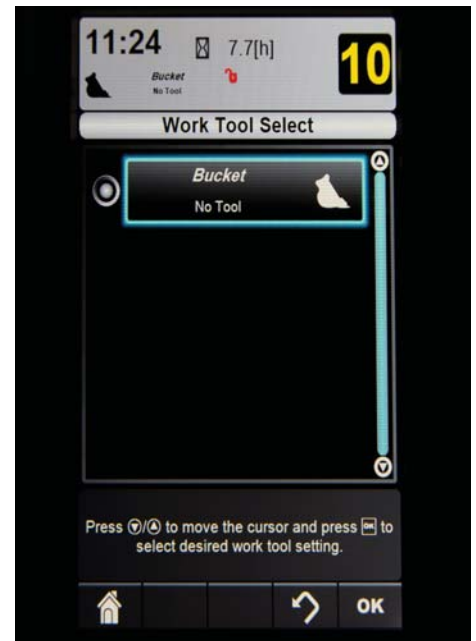 11:24 7.7[h] 10
Bucket
No Tool
Work Tool Select
Bucket
No Tool
Press ▼/▲ to move the cursor and press OK to
select desired work tool setting.
OK